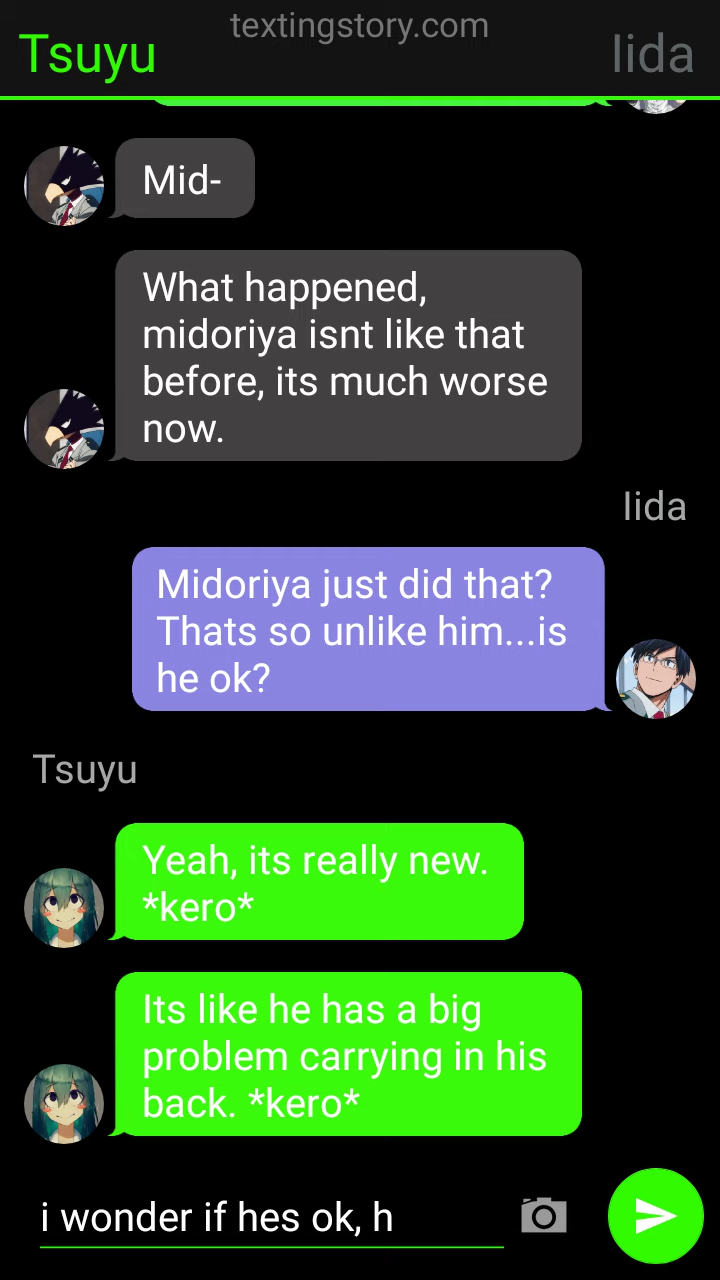 textingstory.com
Tsuyu
Iida
Mid-
What happened,
midoriya isnt like that
before, its much worse
now.
Iida
Midoriya just did that?
Thats so unlike him...is
he ok?
Tsuyu
Yeah, its really new.
*kero*
Its like he has a big
problem carrying in his
back. *kero*
i wonder if hes ok, h